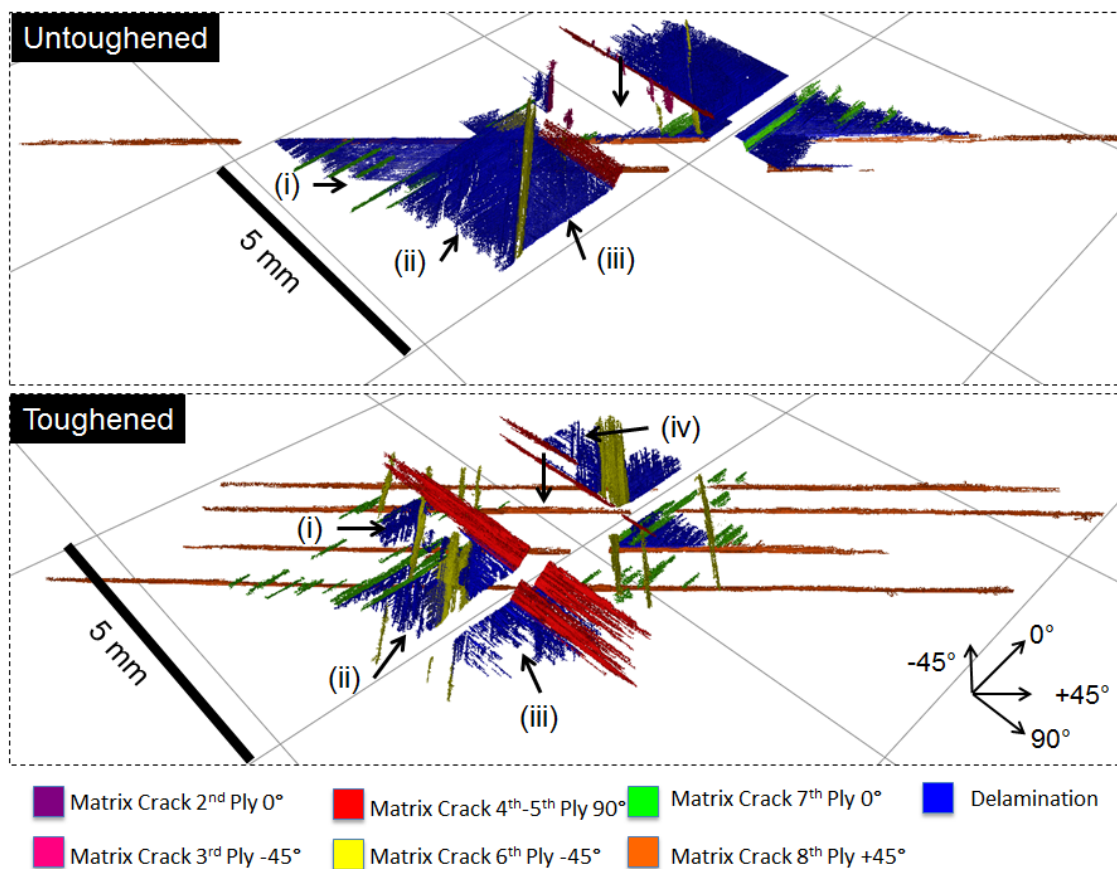 Untoughened
(i)
(ii)
(iii)
5 mm
Toughened
(iv)
(i)
(ii)
(iii)
5 mm
0°
-45°
+45°
90°
Matrix Crack 2nd Ply 0°
Matrix Crack 4th-5th Ply 90°
Matrix Crack 7th Ply 0°
Delamination
Matrix Crack 3rd Ply -45°
Matrix Crack 6th Ply -45°
Matrix Crack 8th Ply +45°